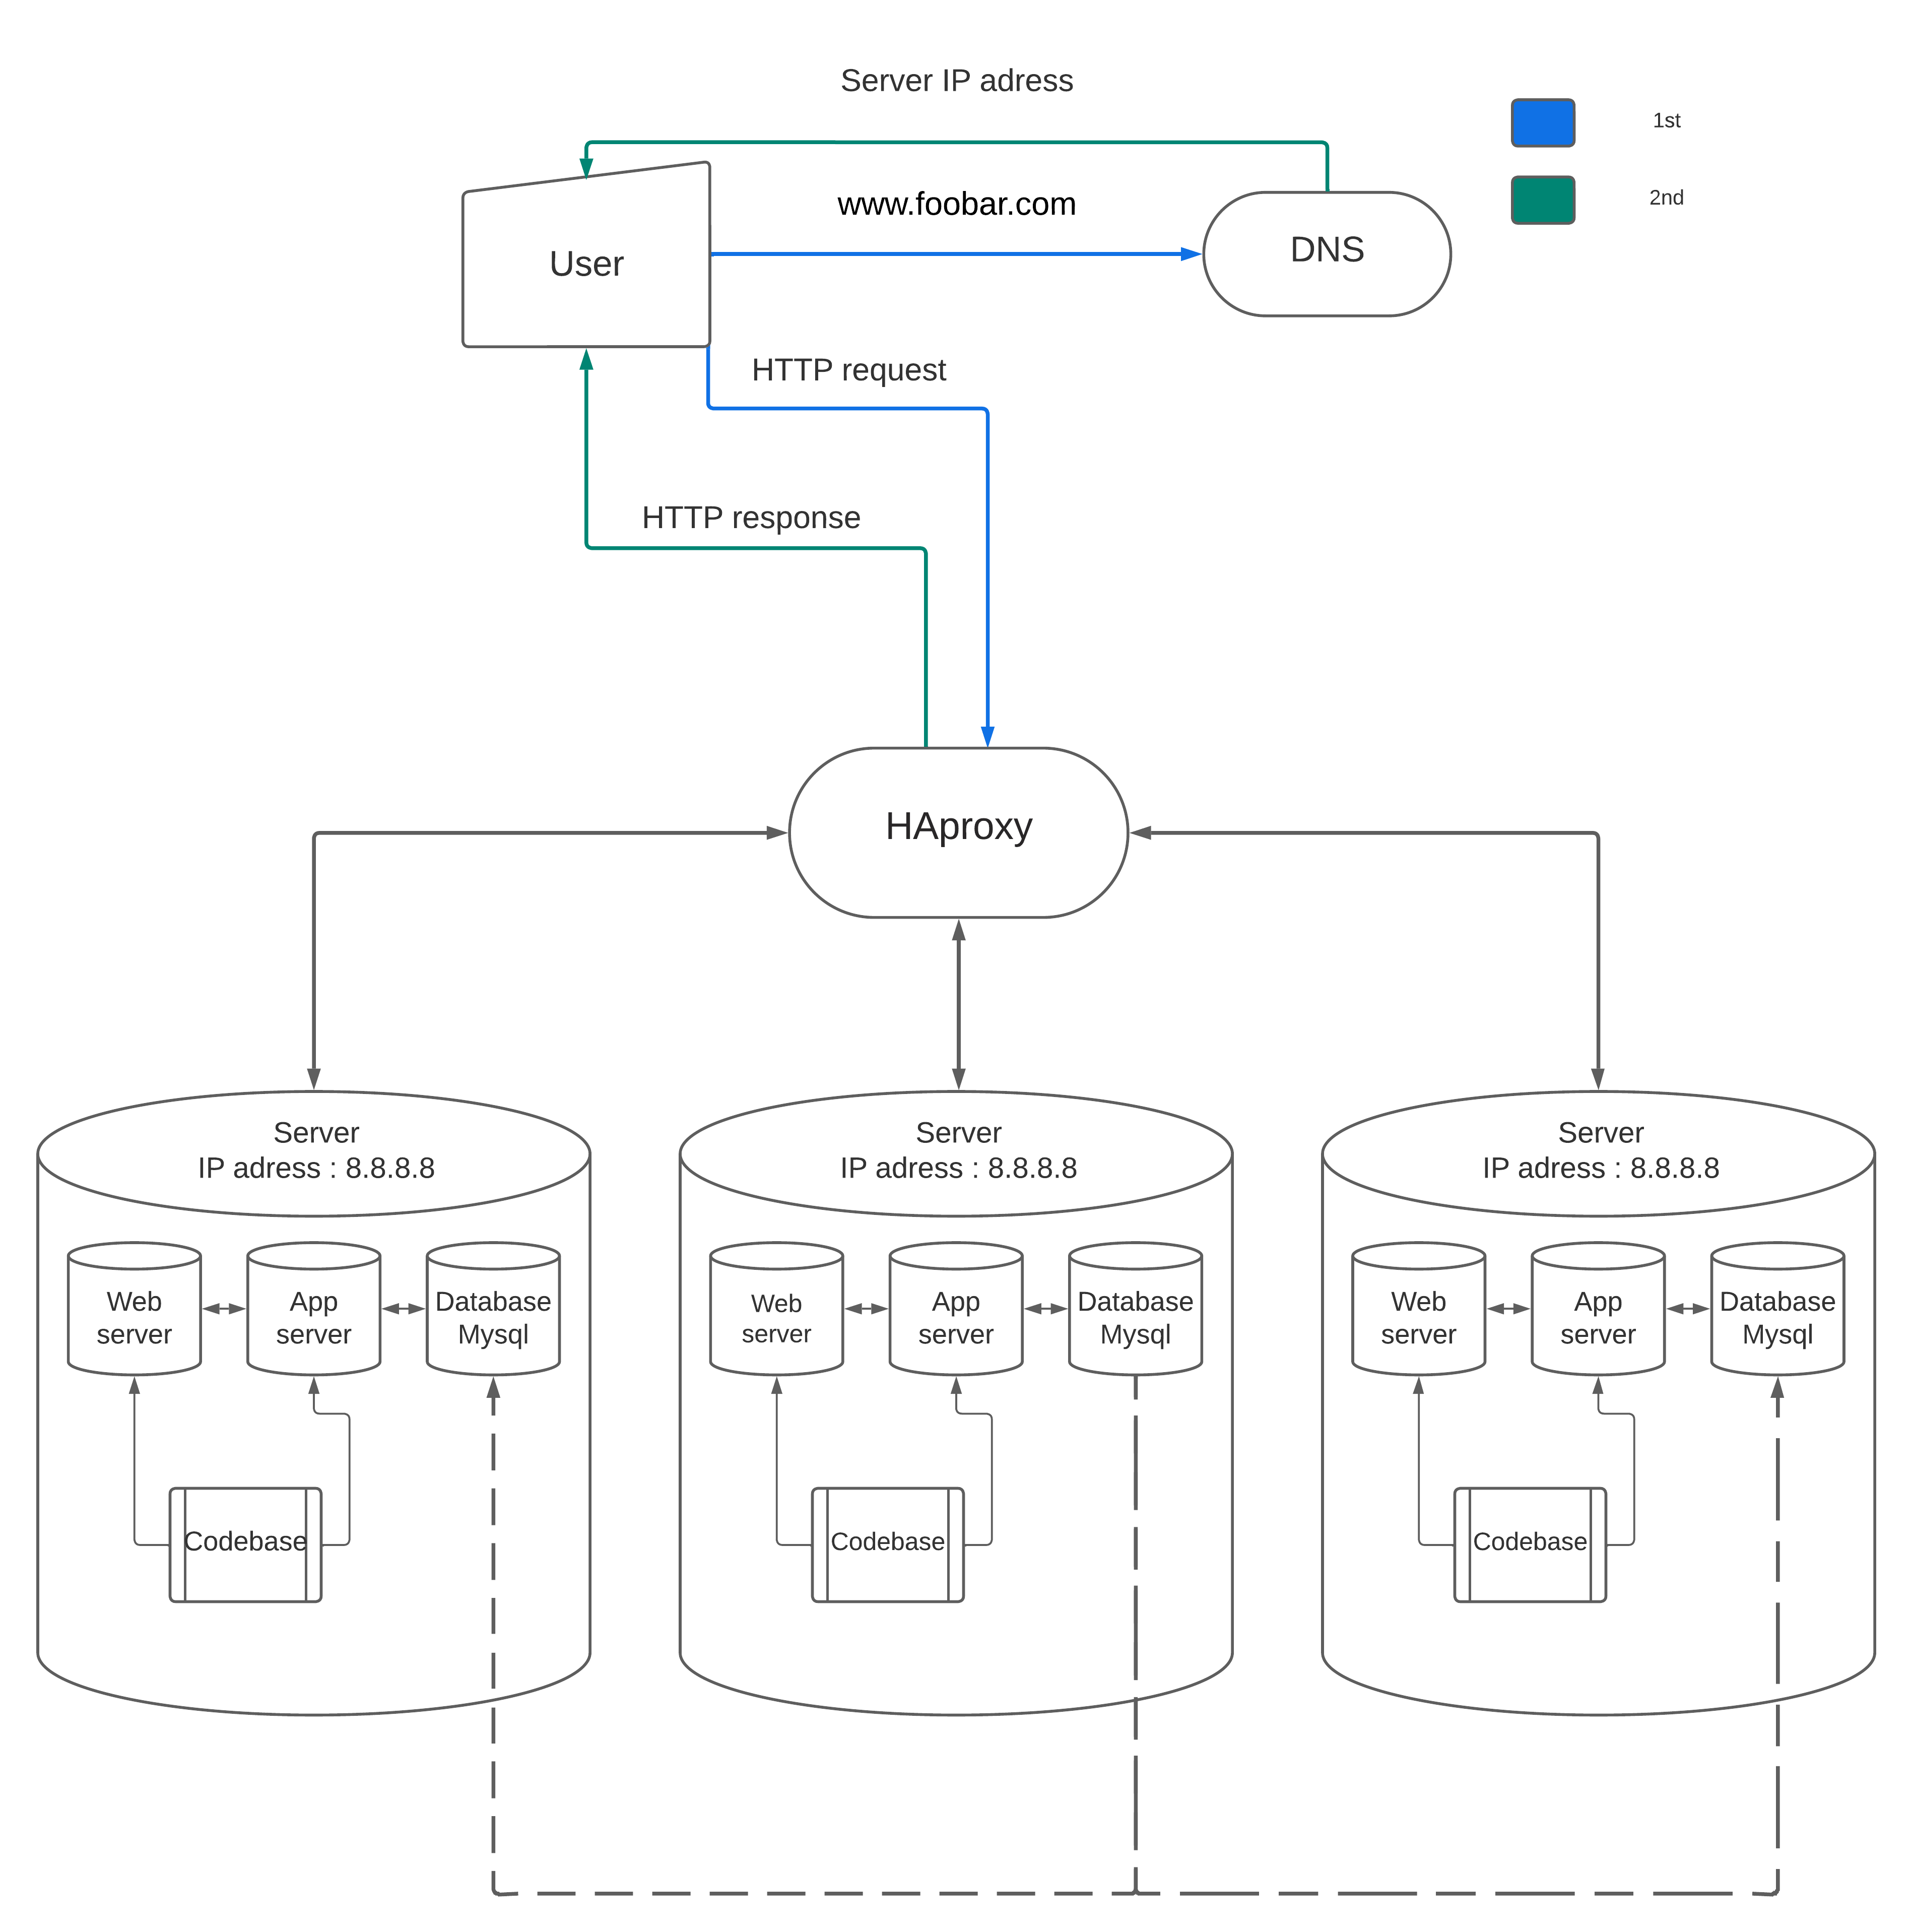 Server IP adress
1st
www.foobar.com
2nd
User
DNS
HTTP request
HTTP response
HAproxy
Server
IP adress : 8.8.8.8
Web
server
App
server
Database
Mysql
Codebase
Server
IP adress : 8.8.8.8
Web
server
App
server
Database
Mysql
Codebase
Server
IP adress : 8.8.8.8
Web
server
App
server
Database
Mysql
Codebase